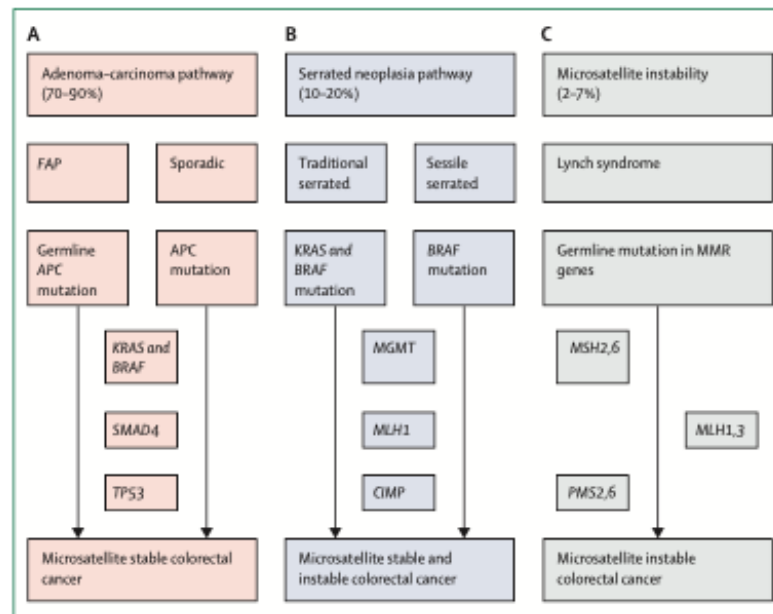 A
Adenoma–carcinoma pathway
(70–90%)
FAP
Sporadic
Germline
APC
mutation
APC
mutation
KRAS and
BRAF
SMAD4
TP53
Microsatellite stable colorectal
cancer
B
Serrated neoplasia pathway
(10–20%)
Traditional
serrated
Sessile
serrated
KRAS and
BRAF
mutation
BRAF
mutation
MGMT
MLH1
CIMP
Microsatellite stable and
instable colorectal cancer
C
Microsatellite instability
(2–7%)
Lynch syndrome
Germline mutation in MMR
genes
MSH2,6
MLH1,3
PMS2,6
Microsatellite instable
colorectal cancer